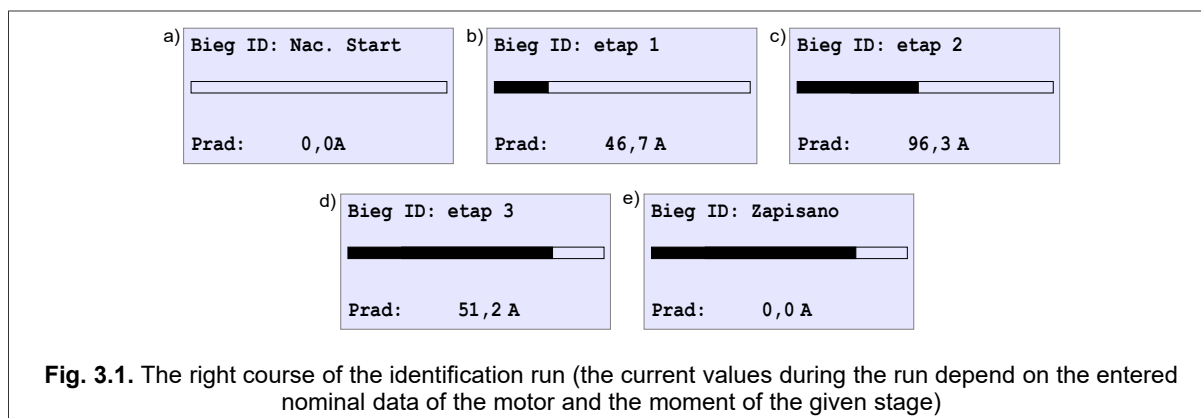 a)
Bieg ID: Nac. Start
Prad: 0,0A
b)
Bieg ID: etap 1
Prad: 46,7 A
c)
Bieg ID: etap 2
Prad: 96,3 A
d)
Bieg ID: etap 3
Prad: 51,2 A
e)
Bieg ID: Zapisano
Prad: 0,0 A
Fig. 3.1. The right course of the identification run (the current values during the run depend on the entered
nominal data of the motor and the moment of the given stage)